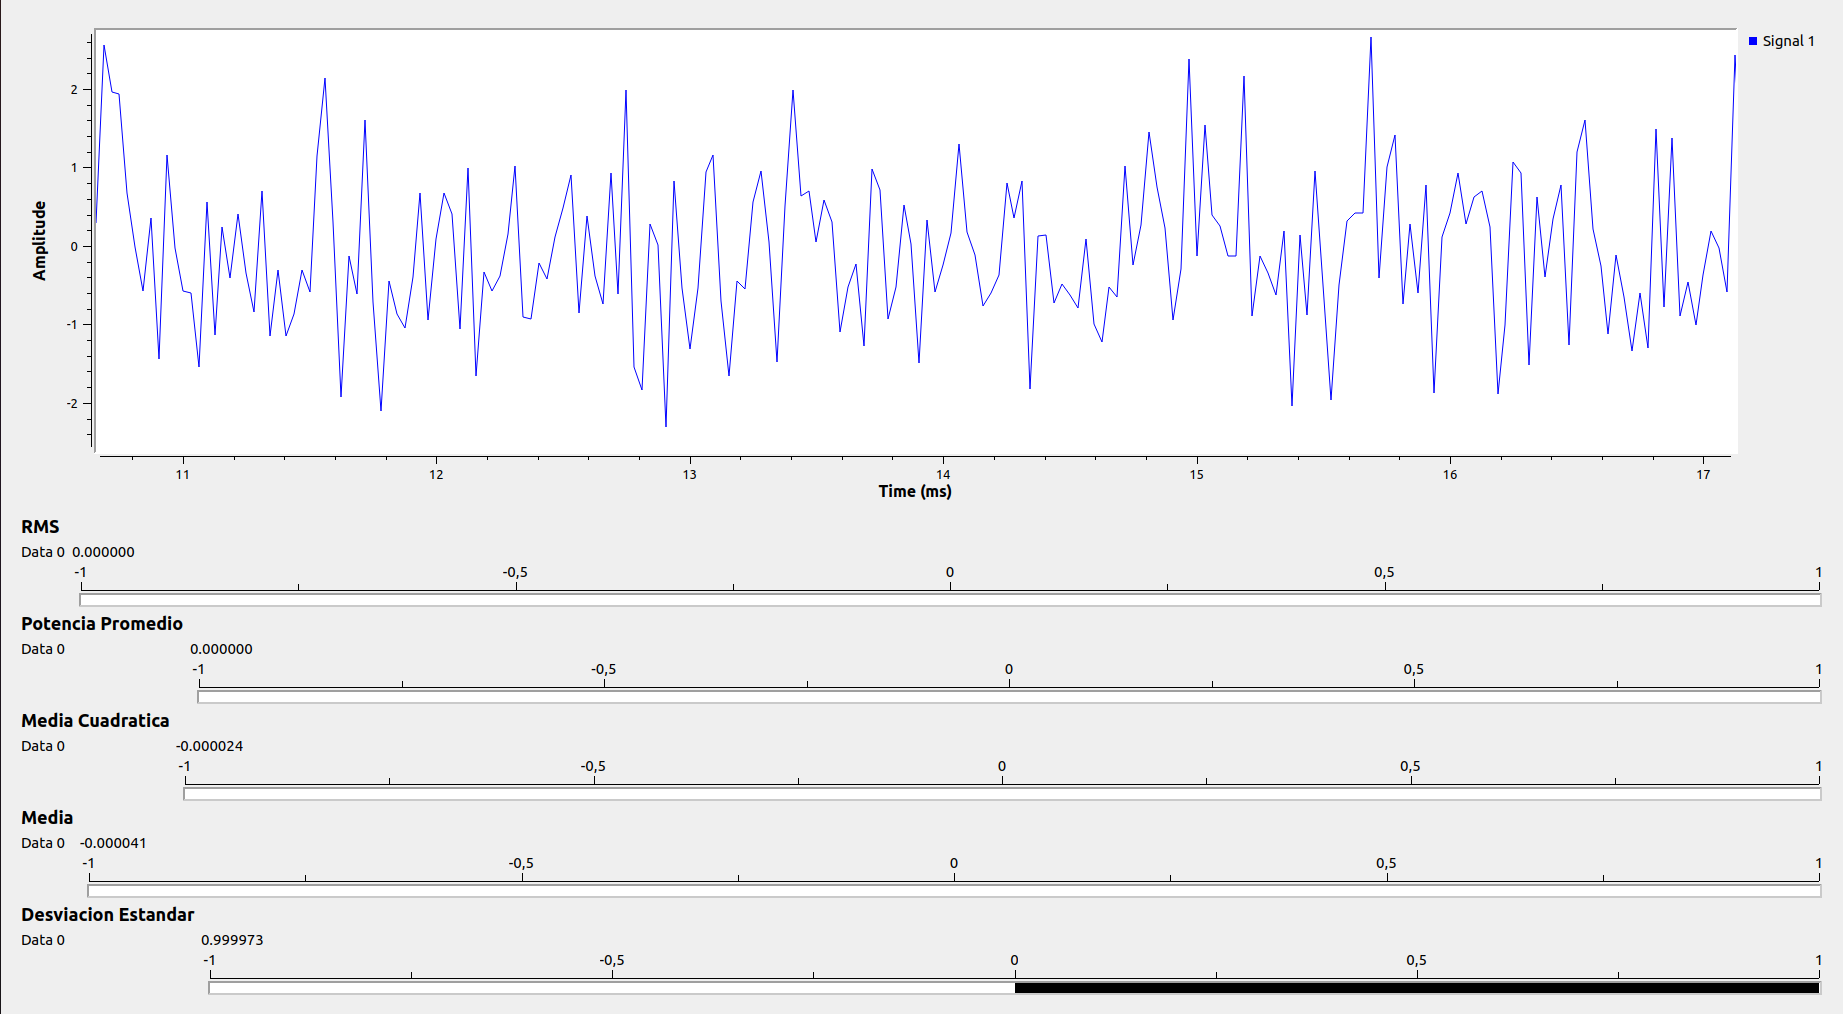 Signal 1
2
1
0
-1
-2
Amplitude
11 12 13 14 15 16 17
Time (ms)
RMS
Data 0 0.000000
-1 -0,5 0 0,5 1
Potencia Promedio
Data 0 0.000000
-1 -0,5 0 0,5 1
Media Cuadratica
Data 0 -0.000024
-1 -0,5 0 0,5 1
Media
Data 0 -0.000041
-1 -0,5 0 0,5 1
Desviacion Estandar
Data 0 0.999973
-1 -0,5 0 0,5 1